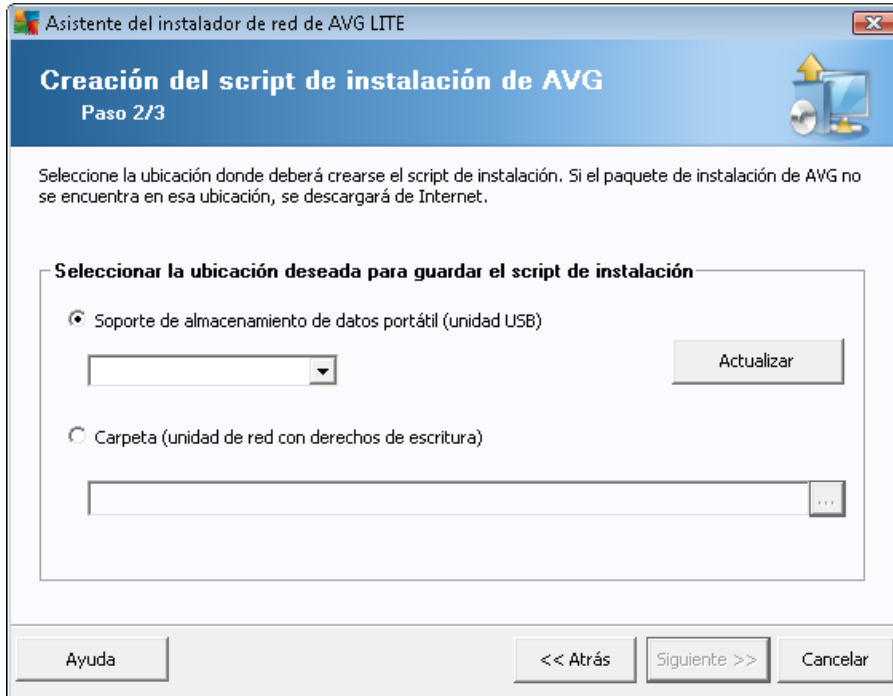 Asistente del instalador de red de AVG LITE
Creación del script de instalación de AVG
Paso 2/3
Seleccione la ubicación donde deberá crearse el script de instalación. Si el paquete de instalación de AVG no
se encuentra en esa ubicación, se descargará de Internet.
Seleccionar la ubicación deseada para guardar el script de instalación
Soporte de almacenamiento de datos portátil (unidad USB)
Actualizar
Carpeta (unidad de red con derechos de escritura)
...
Ayuda
<< Atrás
Siguiente >>
Cancelar